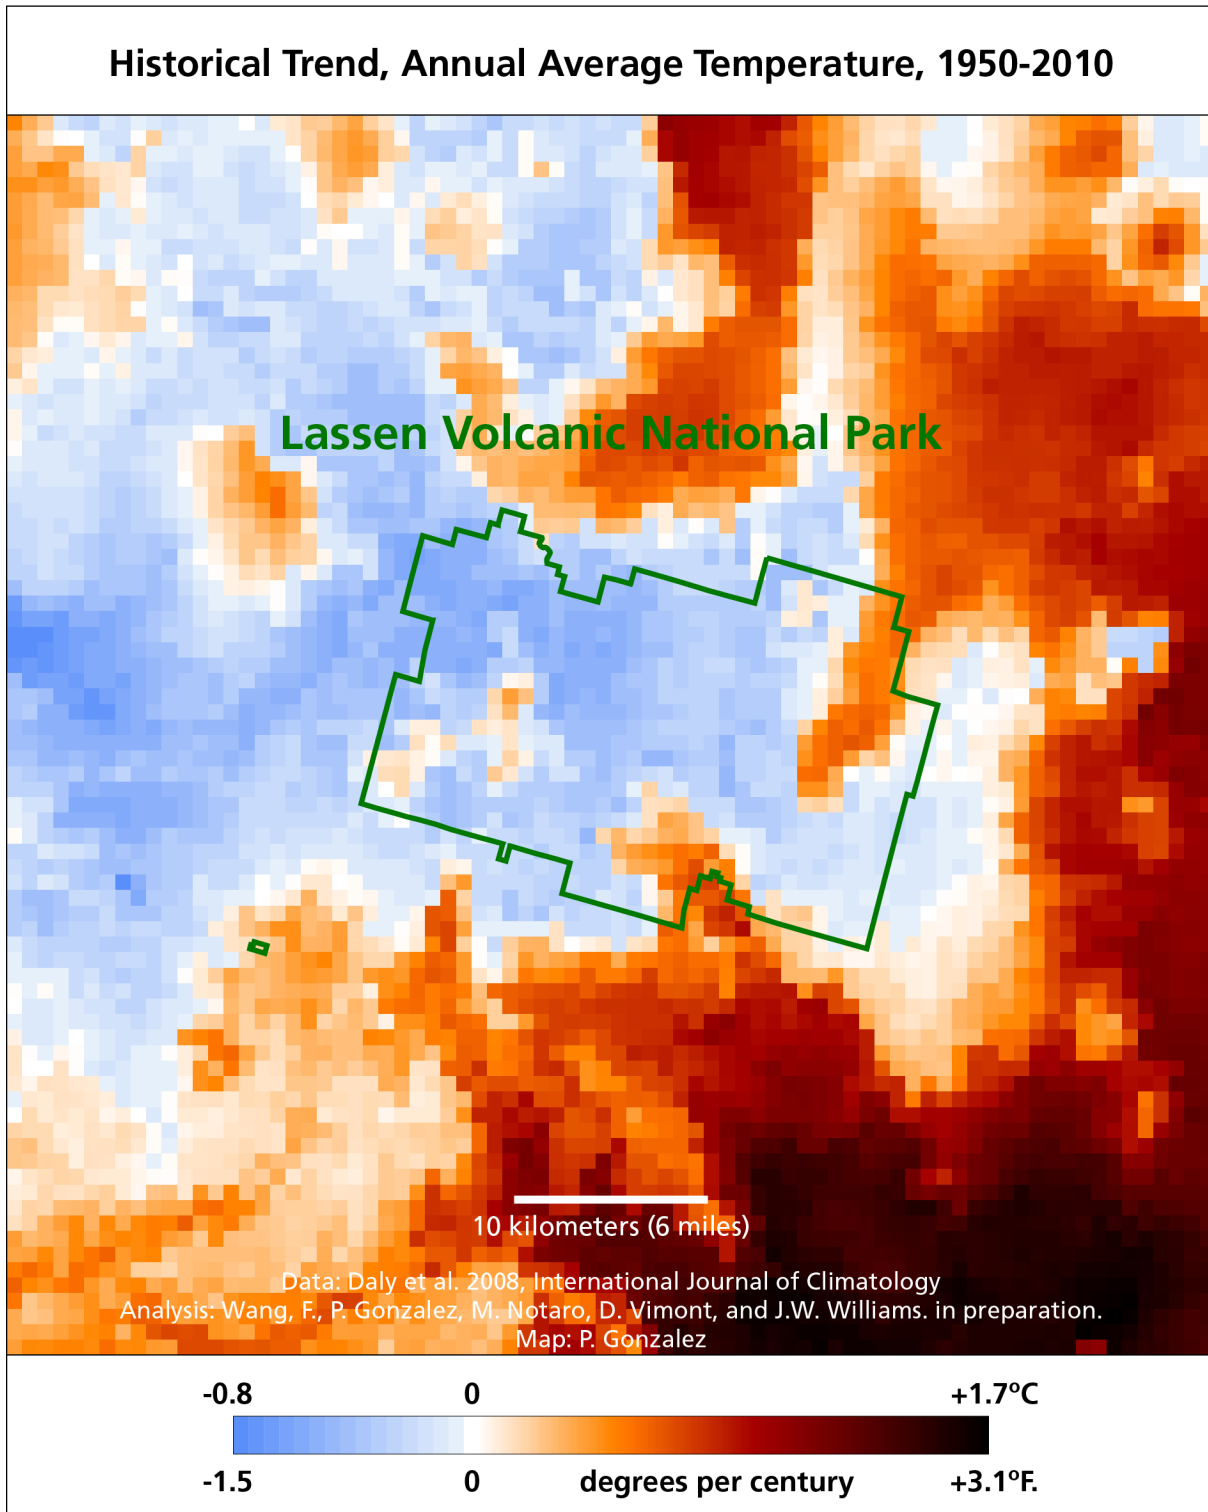 Historical Trend, Annual Average Temperature, 1950-2010
Lassen Volcanic National Park
10 kilometers (6 miles)
Data: Daly et al. 2008, International Journal of Climatology
Analysis: Wang, F., P. Gonzalez, M. Notaro, D. Vimont, and J.W. Williams. in preparation.
Map: P. Gonzalez
-0.8 0 +1.7ºC
-1.5 0 degrees per century +3.1ºF.